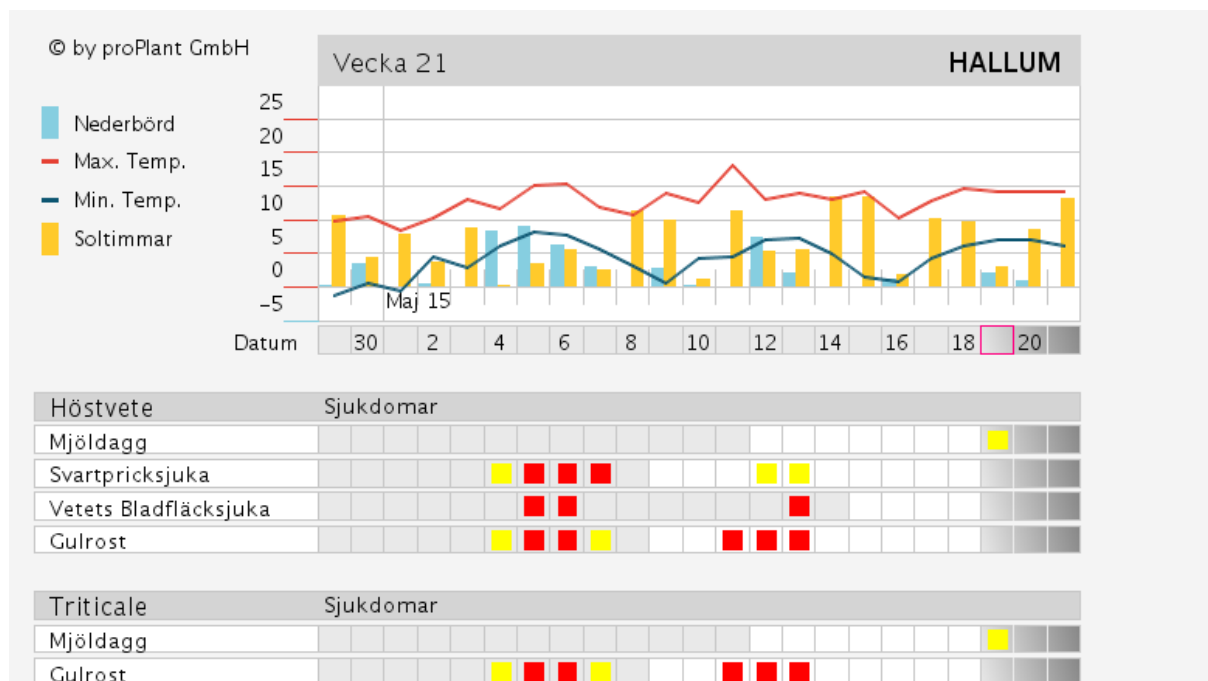 © by proPlant GmbH
Vecka 21 HALLUM
Nederbörd
Max. Temp.
Min. Temp.
Soltimmar
25
20
15
10
5
0
-5
Maj 15
Datum 30 2 4 6 8 10 12 14 16 18 20
Höstvete Sjukdomar
Mjöldagg
Svartpricksjuka
Vetets Bladfläcksjuka
Gulrost
Triticale Sjukdomar
Mjöldagg
Gulrost